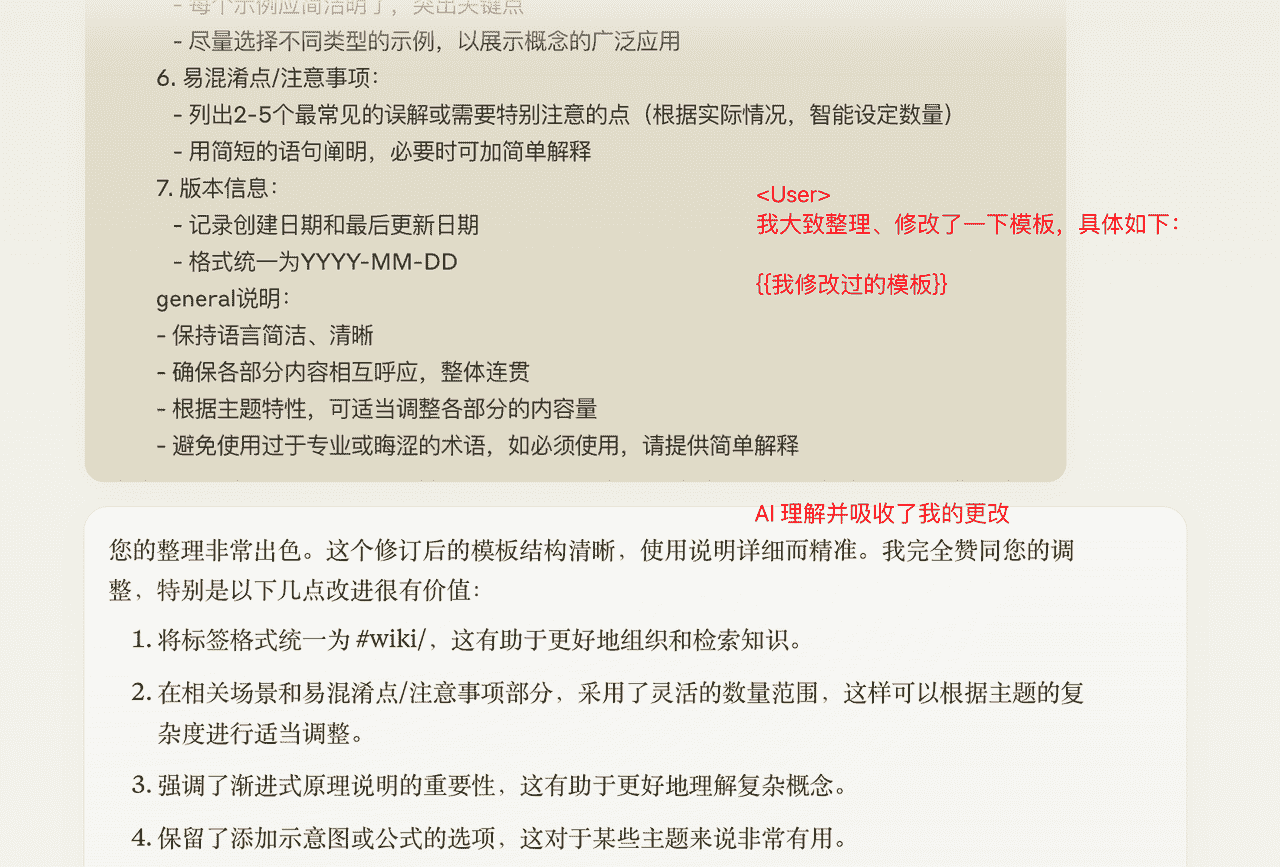 - 每个示例应简洁明了，突出关键点
- 尽量选择不同类型的示例，以展示概念的广泛应用
6. 易混淆点/注意事项：
- 列出2-5个最常见的误解或需要特别注意的点（根据实际情况，智能设定数量）
- 用简短的语句阐明，必要时可加简单解释
7. 版本信息：
- 记录创建日期和最后更新日期
- 格式统一为YYYY-MM-DD
general说明：
- 保持语言简洁、清晰
- 确保各部分内容相互呼应，整体连贯
- 根据主题特性，可适当调整各部分的内容量
- 避免使用过于专业或晦涩的术语，如必须使用，请提供简单解释
<User>
我大致整理、修改了一下模板，具体如下：
{{我修改过的模板}}
AI 理解并吸收了我的更改
您的整理非常出色。这个修订后的模板结构清晰，使用说明详细而精准。我完全赞同您的调
整，特别是以下几点改进很有价值：
1. 将标签格式统一为 #wiki/，这有助于更好地组织和检索知识。
2. 在相关场景和易混淆点/注意事项部分，采用了灵活的数量范围，这样可以根据主题的复
杂度进行适当调整。
3. 强调了渐进式原理说明的重要性，这有助于更好地理解复杂概念。
4. 保留了添加示意图或公式的选项，这对于某些主题来说非常有用。